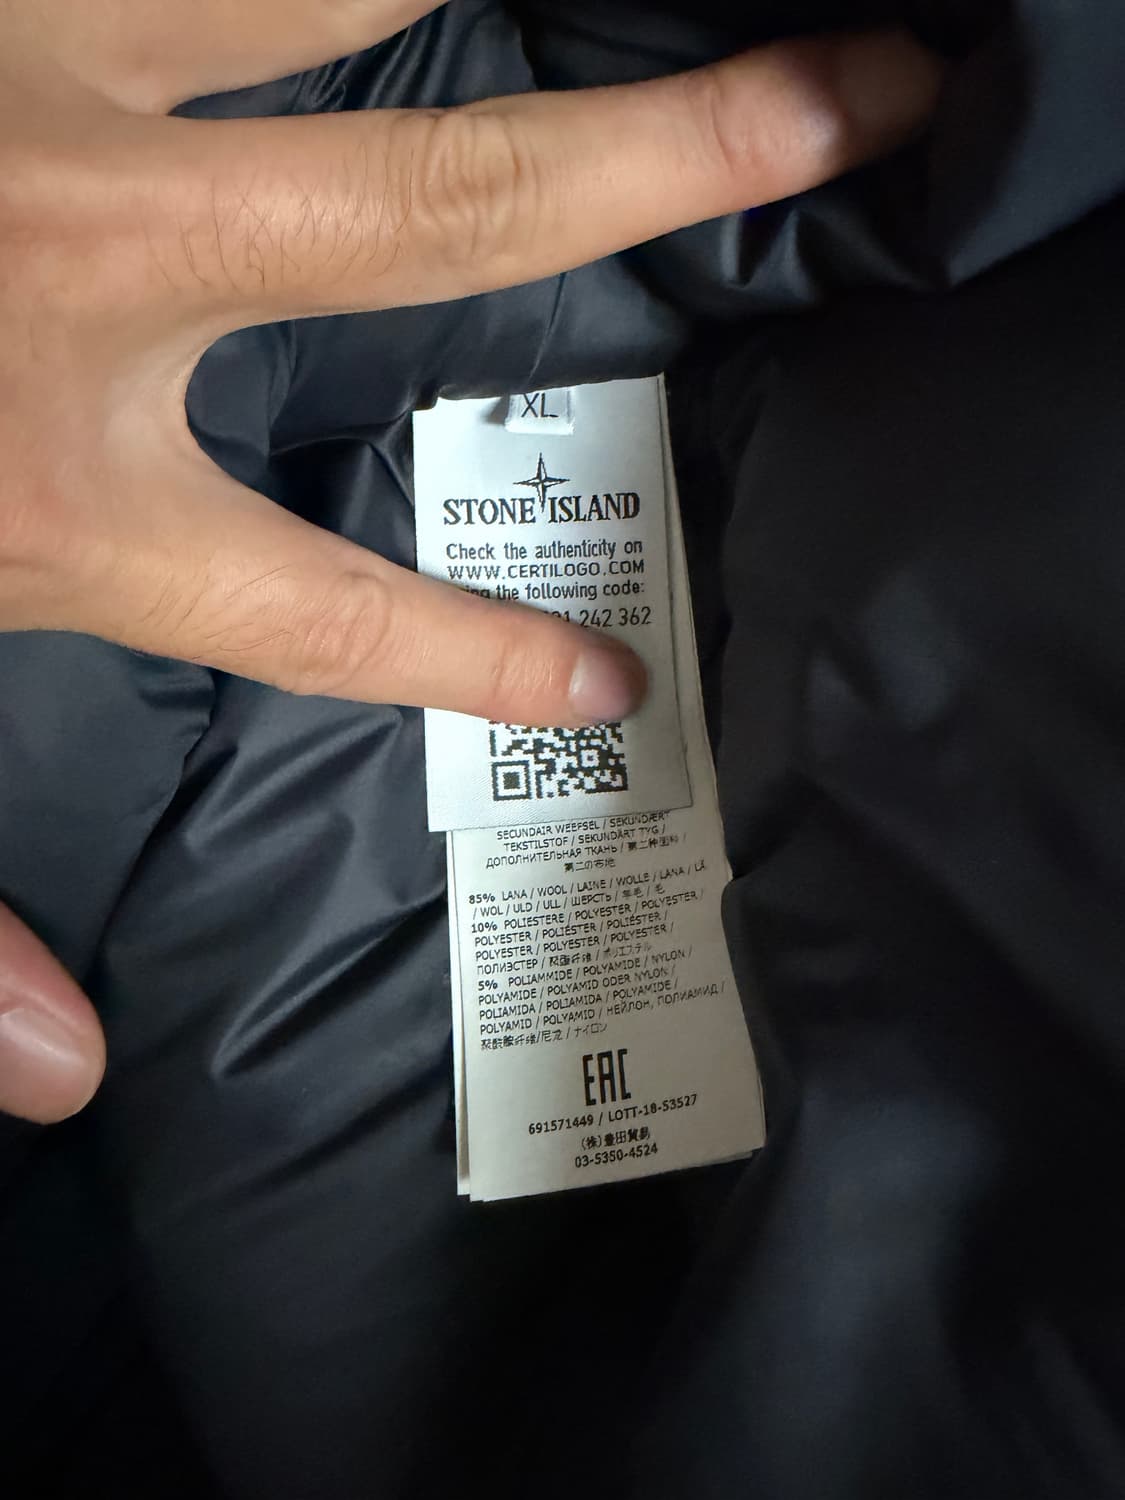 XL
STONE ISLAND
Check the authenticity on
WWW.CERTILOGO.COM
the following code:
242 362
SECUNDAIR WEEFSEL / SEKUNDÆRT
TEKSTILSTOF / SEKUNDÄRT TYG /
ДОПОЛНИТЕЛЬНАЯ ТКАНЬ / 第二种面料 /
第二の布地
85% LANA / WOOL / LAINE / WOLLE / LANA / LÃ
/ WOL / ULD / ULL / ШЕРСТЬ / 羊毛 / 毛
10% POLIESTERE / POLYESTER / POLYESTER /
POLYESTER / POLIÉSTER / POLIÉSTER /
POLYESTER / POLYESTER / POLYESTER /
ПОЛИЭСТЕР / 聚酯纤维 / ポリエステル
5% POLIAMMIDE / POLYAMIDE / NYLON /
POLYAMIDE / POLYAMID ODER NYLON /
POLIAMIDA / POLIAMIDA / POLYAMIDE /
POLYAMID / POLYAMID / НЕЙЛОН, ПОЛИАМИД /
聚酰胺纤维/尼龙 / ナイロン
EAC
691571449 / LOTT-18-53527
(株)豊田貿易
03-5350-4524